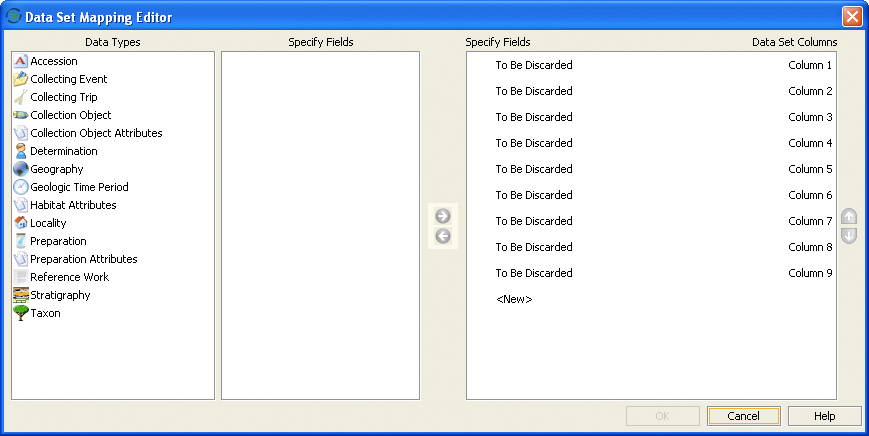 Data Set Mapping Editor
Data Types
Specify Fields
Specify Fields
Data Set Columns
Accession
Collecting Event
Collecting Trip
Collection Object
Collection Object Attributes
Determination
Geography
Geologic Time Period
Habitat Attributes
Locality
Preparation
Preparation Attributes
Reference Work
Stratigraphy
Taxon
To Be Discarded Column 1
To Be Discarded Column 2
To Be Discarded Column 3
To Be Discarded Column 4
To Be Discarded Column 5
To Be Discarded Column 6
To Be Discarded Column 7
To Be Discarded Column 8
To Be Discarded Column 9
<New>
OK
Cancel
Help